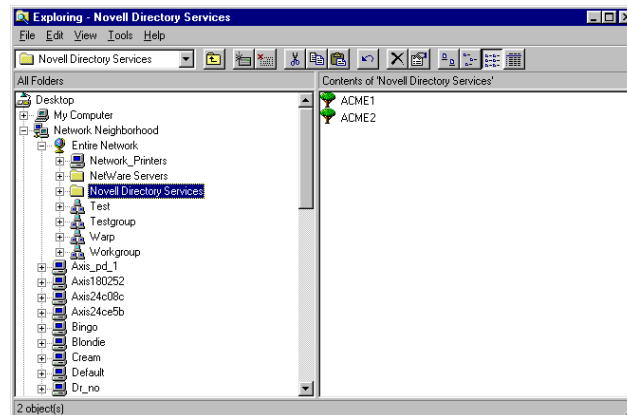 Exploring - Novell Directory Services
File Edit View Tools Help
Novell Directory Services
All Folders
Contents of 'Novell Directory Services'
Desktop
My Computer
Network Neighborhood
Entire Network
Network_Printers
NetWare Servers
Novell Directory Services
Test
Testgroup
Warp
Workgroup
Axis_pd_1
Axis180252
Axis24c08c
Axis24ce5b
Bingo
Blondie
Cream
Default
Dr_no
ACME1
ACME2
2 object(s)